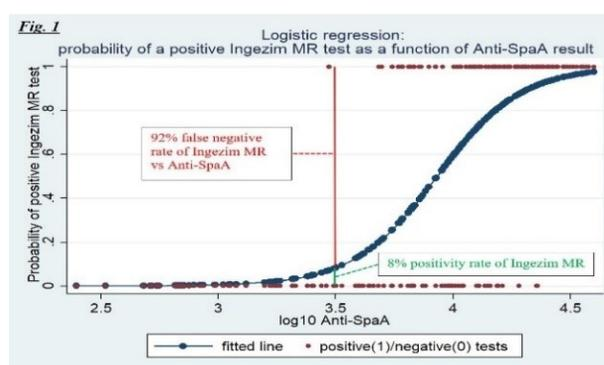 Fig. 1
Logistic regression:
probability of a positive Ingezim MR test as a function of Anti-SpaA result
Probability of positive Ingezim MR test
1
.8
.6
.4
.2
0
92% false negative
rate of Ingezim MR
vs Anti-SpaA
8% positivity rate of Ingezim MR
2.5 3 3.5 4 4.5
log10 Anti-SpaA
fitted line positive(1)/negative(0) tests